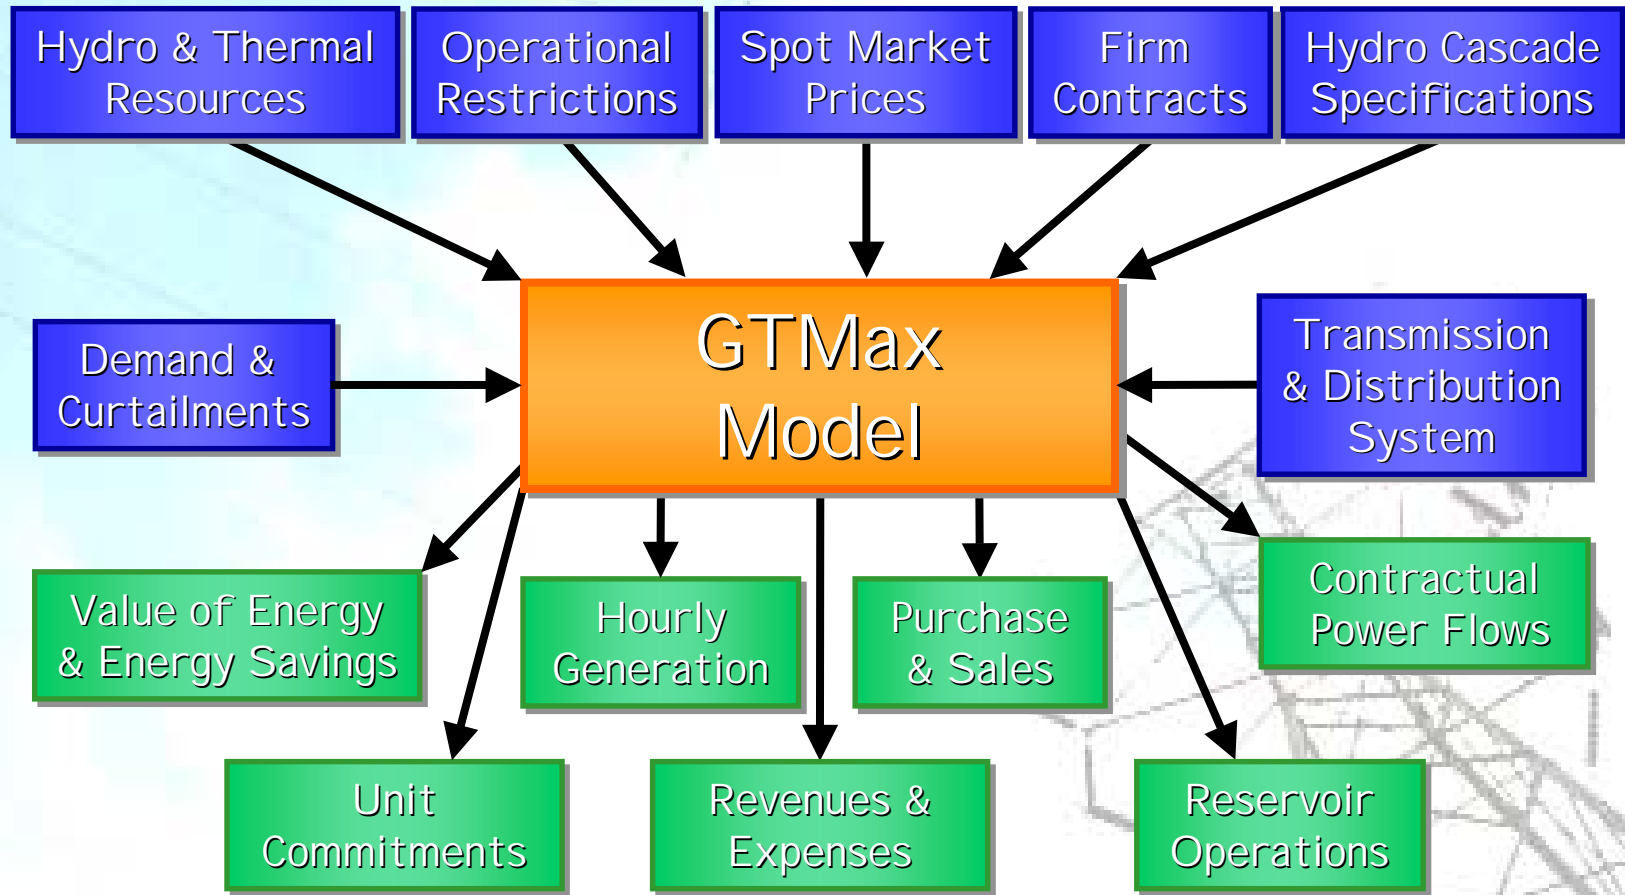 Hydro & Thermal
Resources
Operational
Restrictions
Spot Market
Prices
Firm
Contracts
Hydro Cascade
Specifications
Demand &
Curtailments
GTMax
Model
Transmission
& Distribution
System
Value of Energy
& Energy Savings
Hourly
Generation
Purchase
& Sales
Contractual
Power Flows
Unit
Commitments
Revenues &
Expenses
Reservoir
Operations